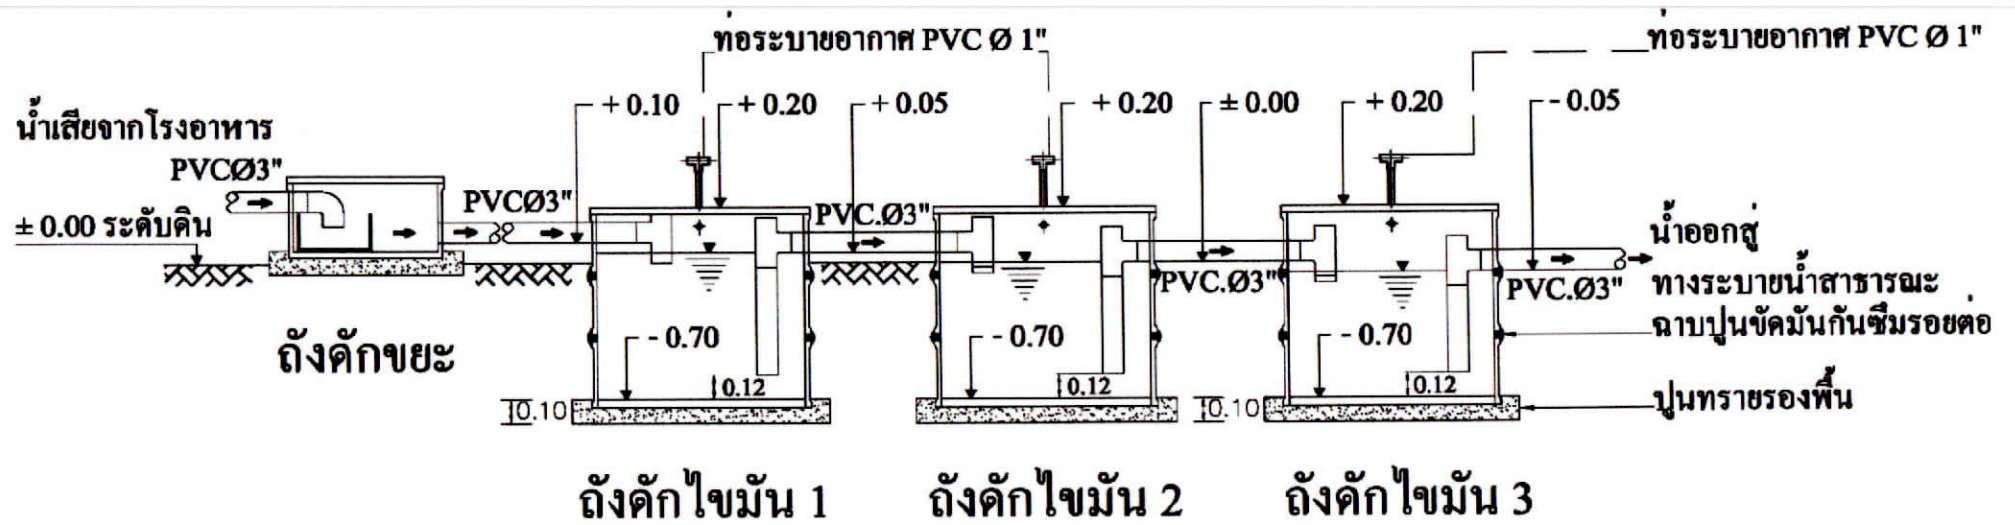 ท่อระบายอากาศ PVC Ø 1"
ท่อระบายอากาศ PVC Ø 1"
+ 0.10
+ 0.20
+ 0.05
+ 0.20
± 0.00
+ 0.20
- 0.05
น้ำเสียจากโรงอาหาร
PVCØ3"
PVCØ3"
PVC.Ø3"
± 0.00 ระดับดิน
น้ำออกสู่
PVC.Ø3"
PVC.Ø3"
ทางระบายน้ำสาธารณะ
ฉาบปูนขัดมันกันซึมรอยต่อ
ถังดักขยะ
- 0.70
- 0.70
- 0.70
0.12
0.12
0.12
0.10
0.10
ปูนทรายรองพื้น
ถังดักไขมัน 1
ถังดักไขมัน 2
ถังดักไขมัน 3